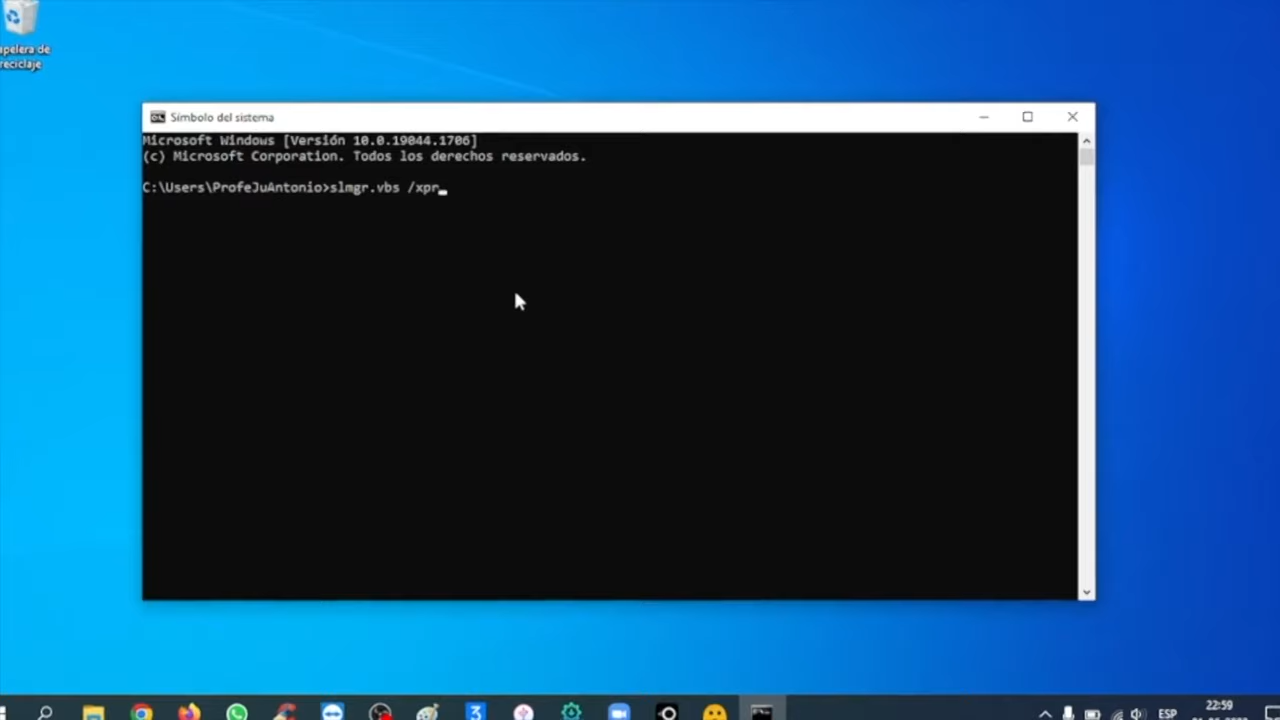 apelera de
reciclaje
Símbolo del sistema
Microsoft Windows [Versión 10.0.19044.1706]
(c) Microsoft Corporation. Todos los derechos reservados.
C:\Users\ProfeJuAntonio>slmgr.vbs /xpr
22:59
ESP